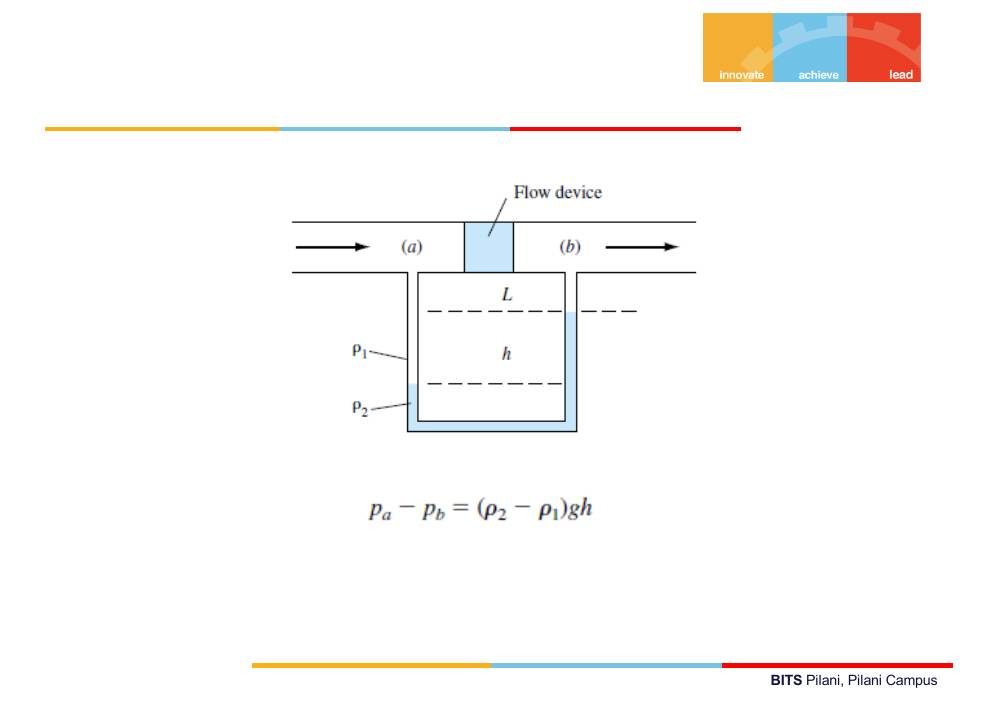 innovate achieve lead
Flow device
(a) (b)
L
ρ1
h
ρ2
pa − pb = (ρ2 − ρ1)gh
BITS Pilani, Pilani Campus